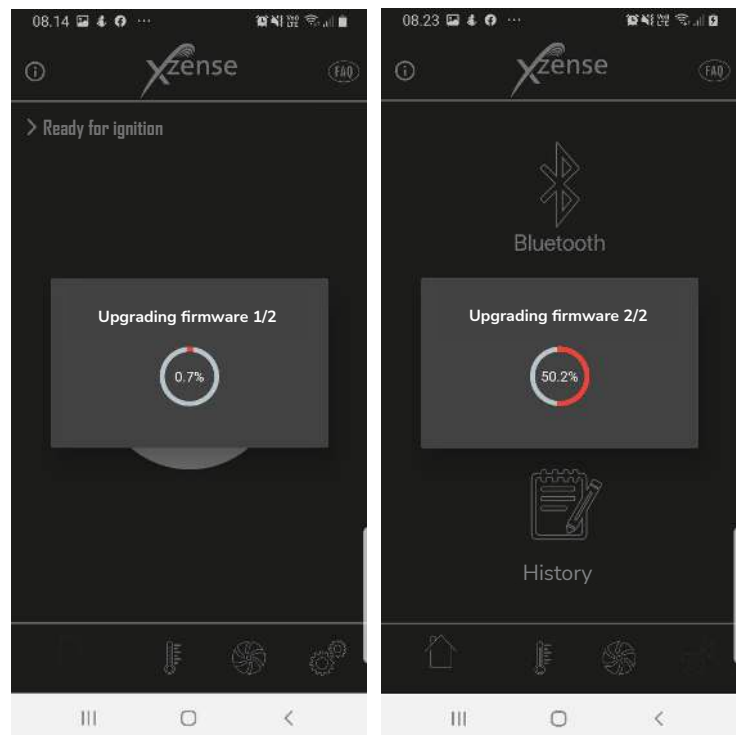 08.14 ...
xzense
FAQ
> Ready for ignition
Upgrading firmware 1/2
0.7%
08.23 ...
xzense
FAQ
Bluetooth
Upgrading firmware 2/2
50.2%
History